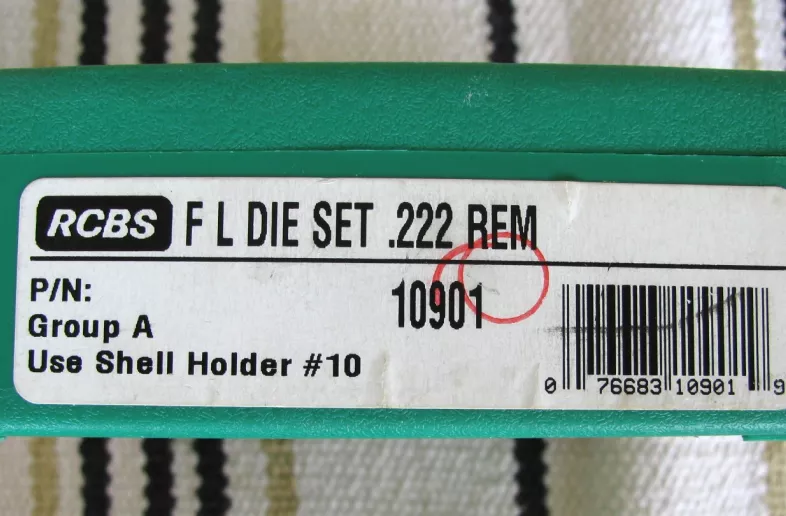 RCBS F L DIE SET .222 REM
P/N: 10901
Group A
Use Shell Holder #10
0 76683 10901 9